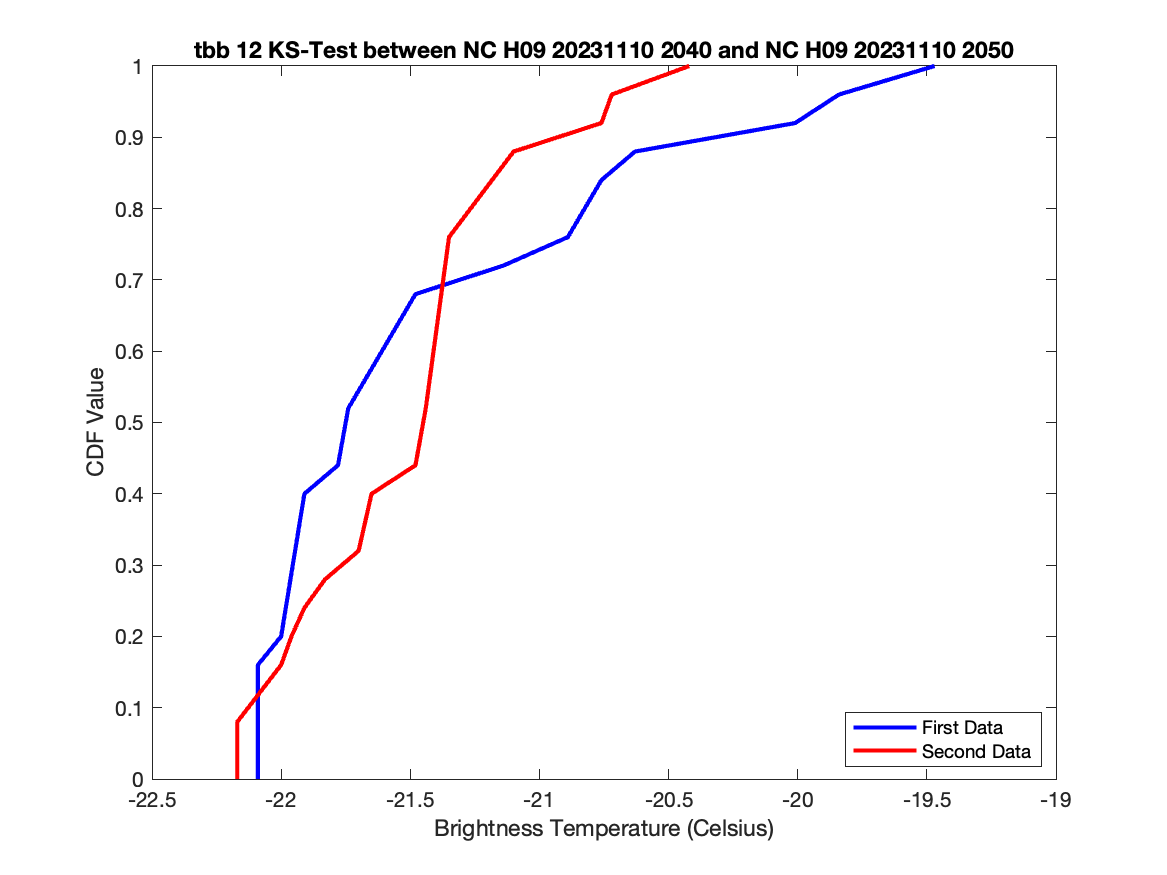 tbb 12 KS-Test between NC H09 20231110 2040 and NC H09 20231110 2050
1
0.9
0.8
0.7
0.6
0.5
0.4
0.3
0.2
0.1
0
CDF Value
First Data
Second Data
-22.5 -22 -21.5 -21 -20.5 -20 -19.5 -19
Brightness Temperature (Celsius)